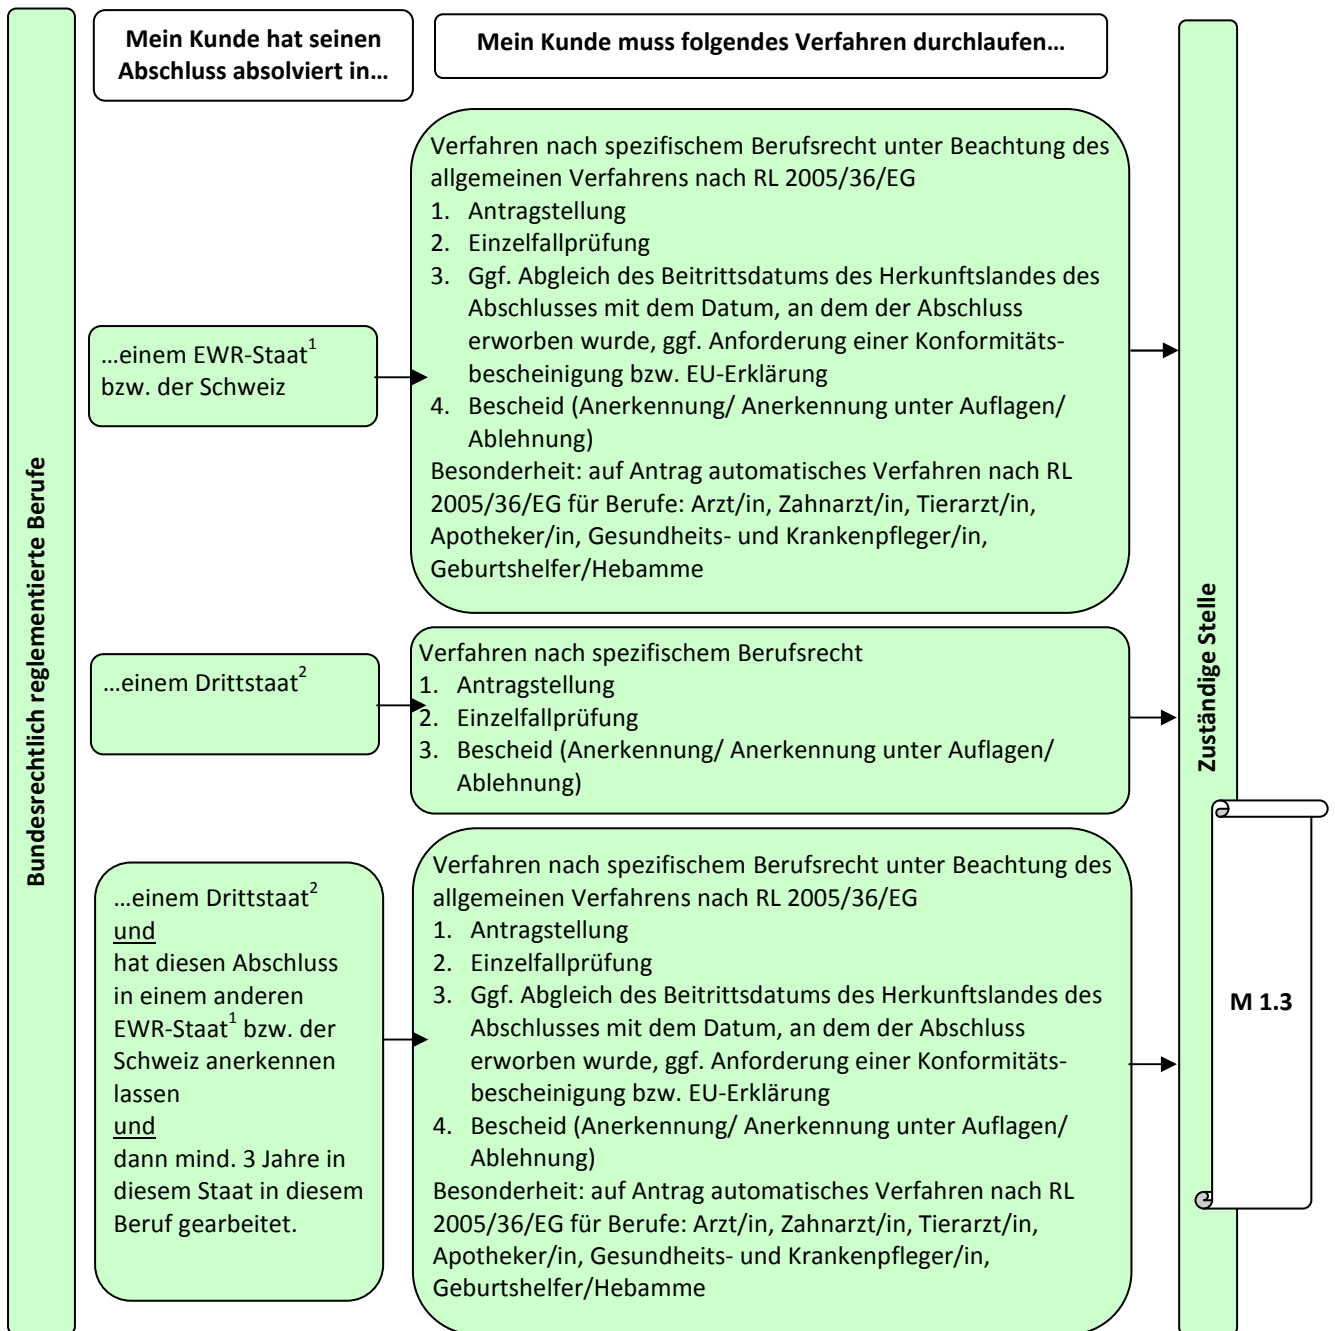 Mein Kunde hat seinen
Abschluss absolviert in…
Mein Kunde muss folgendes Verfahren durchlaufen…
Bundesrechtlich reglementierte Berufe
…einem EWR-Staat¹
bzw. der Schweiz
Verfahren nach spezifischem Berufsrecht unter Beachtung des
allgemeinen Verfahrens nach RL 2005/36/EG
1. Antragstellung
2. Einzelfallprüfung
3. Ggf. Abgleich des Beitrittsdatums des Herkunftslandes des
Abschlusses mit dem Datum, an dem der Abschluss
erworben wurde, ggf. Anforderung einer Konformitäts-
bescheinigung bzw. EU-Erklärung
4. Bescheid (Anerkennung/ Anerkennung unter Auflagen/
Ablehnung)
Besonderheit: auf Antrag automatisches Verfahren nach RL
2005/36/EG für Berufe: Arzt/in, Zahnarzt/in, Tierarzt/in,
Apotheker/in, Gesundheits- und Krankenpfleger/in,
Geburtshelfer/Hebamme
…einem Drittstaat²
Verfahren nach spezifischem Berufsrecht
1. Antragstellung
2. Einzelfallprüfung
3. Bescheid (Anerkennung/ Anerkennung unter Auflagen/
Ablehnung)
…einem Drittstaat²
und
hat diesen Abschluss
in einem anderen
EWR-Staat¹ bzw. der
Schweiz anerkennen
lassen
und
dann mind. 3 Jahre in
diesem Staat in diesem
Beruf gearbeitet.
Verfahren nach spezifischem Berufsrecht unter Beachtung des
allgemeinen Verfahrens nach RL 2005/36/EG
1. Antragstellung
2. Einzelfallprüfung
3. Ggf. Abgleich des Beitrittsdatums des Herkunftslandes des
Abschlusses mit dem Datum, an dem der Abschluss
erworben wurde, ggf. Anforderung einer Konformitäts-
bescheinigung bzw. EU-Erklärung
4. Bescheid (Anerkennung/ Anerkennung unter Auflagen/
Ablehnung)
Besonderheit: auf Antrag automatisches Verfahren nach RL
2005/36/EG für Berufe: Arzt/in, Zahnarzt/in, Tierarzt/in,
Apotheker/in, Gesundheits- und Krankenpfleger/in,
Geburtshelfer/Hebamme
Zuständige Stelle
M 1.3